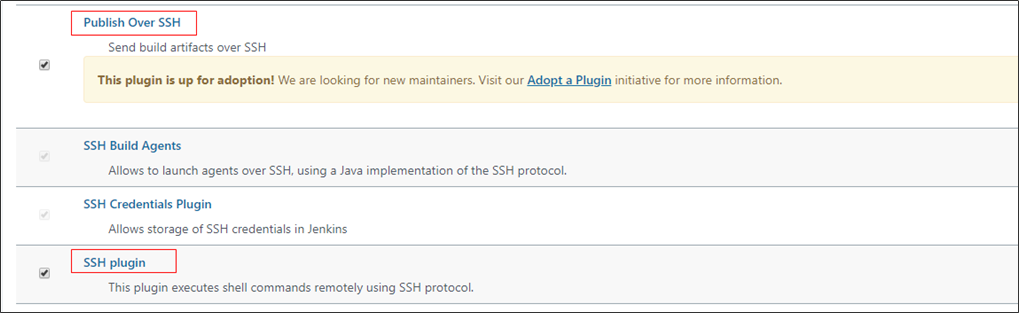 Publish Over SSH
Send build artifacts over SSH
This plugin is up for adoption! We are looking for new maintainers. Visit our Adopt a Plugin initiative for more information.
SSH Build Agents
Allows to launch agents over SSH, using a Java implementation of the SSH protocol.
SSH Credentials Plugin
Allows storage of SSH credentials in Jenkins
SSH plugin
This plugin executes shell commands remotely using SSH protocol.